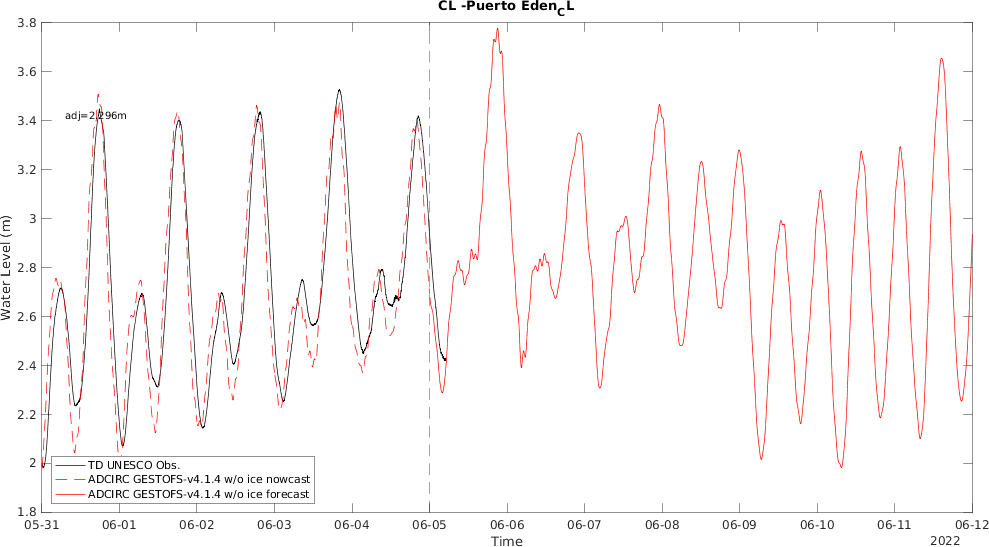 CL -Puerto Eden_CL
3.8
3.6
3.4
3.2
3
2.8
2.6
2.4
2.2
2
1.8
Water Level (m)
adj=2.296m
TD UNESCO Obs.
ADCIRC GESTOFS-v4.1.4 w/o ice nowcast
ADCIRC GESTOFS-v4.1.4 w/o ice forecast
05-31 06-01 06-02 06-03 06-04 06-05 06-06 06-07 06-08 06-09 06-10 06-11 06-12
Time
2022